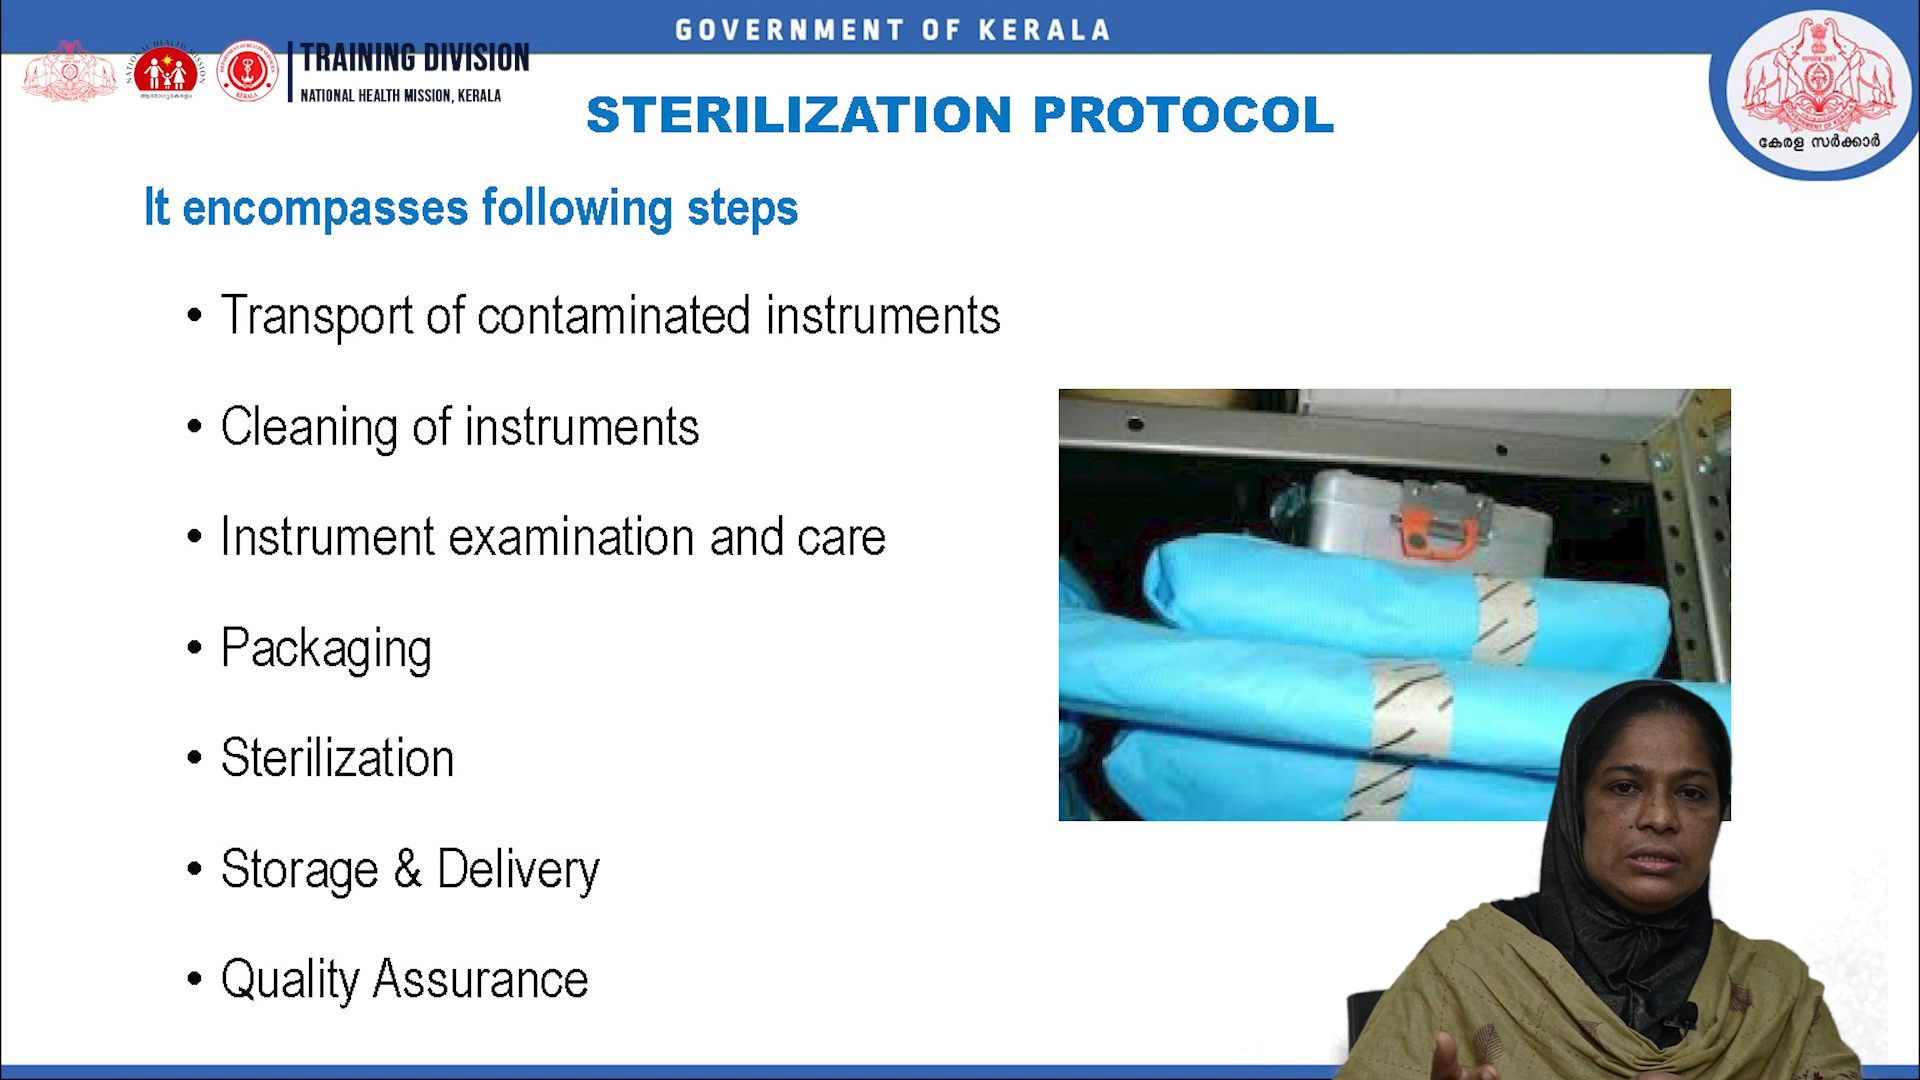 GOVERNMENT OF KERALA
TRAINING DIVISION
NATIONAL HEALTH MISSION, KERALA
കേരള സർക്കാർ
STERILIZATION PROTOCOL
It encompasses following steps
• Transport of contaminated instruments
• Cleaning of instruments
• Instrument examination and care
• Packaging
• Sterilization
• Storage & Delivery
• Quality Assurance